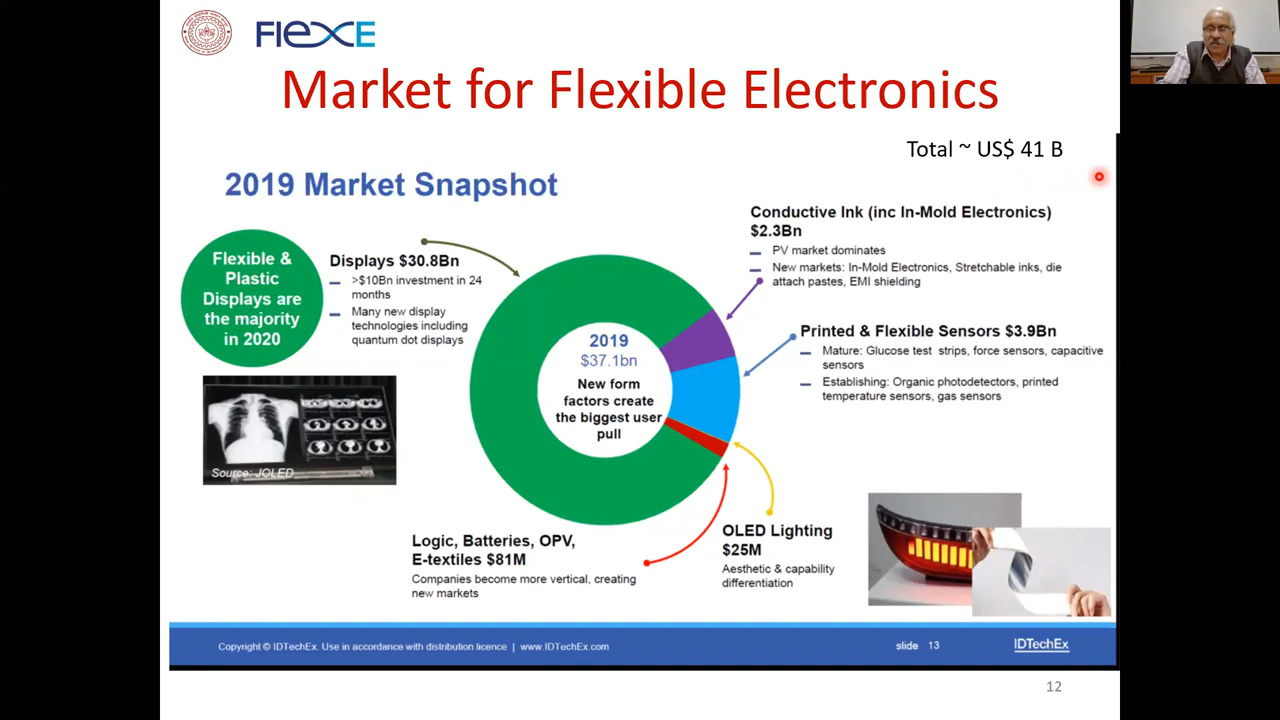 FlexE
Market for Flexible Electronics
Total ~ US$ 41 B
2019 Market Snapshot
Flexible &
Plastic
Displays are
the majority
in 2020
Displays $30.8Bn
>$10Bn investment in 24
months
Many new display
technologies including
quantum dot displays
Source: JOLED
2019
$37.1bn
New form
factors create
the biggest user
pull
Conductive Ink (inc In-Mold Electronics)
$2.3Bn
PV market dominates
New markets: In-Mold Electronics, Stretchable inks, die
attach pastes, EMI shielding
Printed & Flexible Sensors $3.9Bn
Mature: Glucose test strips, force sensors, capacitive
sensors
Establishing: Organic photodetectors, printed
temperature sensors, gas sensors
Logic, Batteries, OPV,
E-textiles $81M
Companies become more vertical, creating
new markets
OLED Lighting
$25M
Aesthetic & capability
differentiation
Copyright © IDTechEx. Use in accordance with distribution licence | www.IDTechEx.com
slide 13
IDTechEx
12